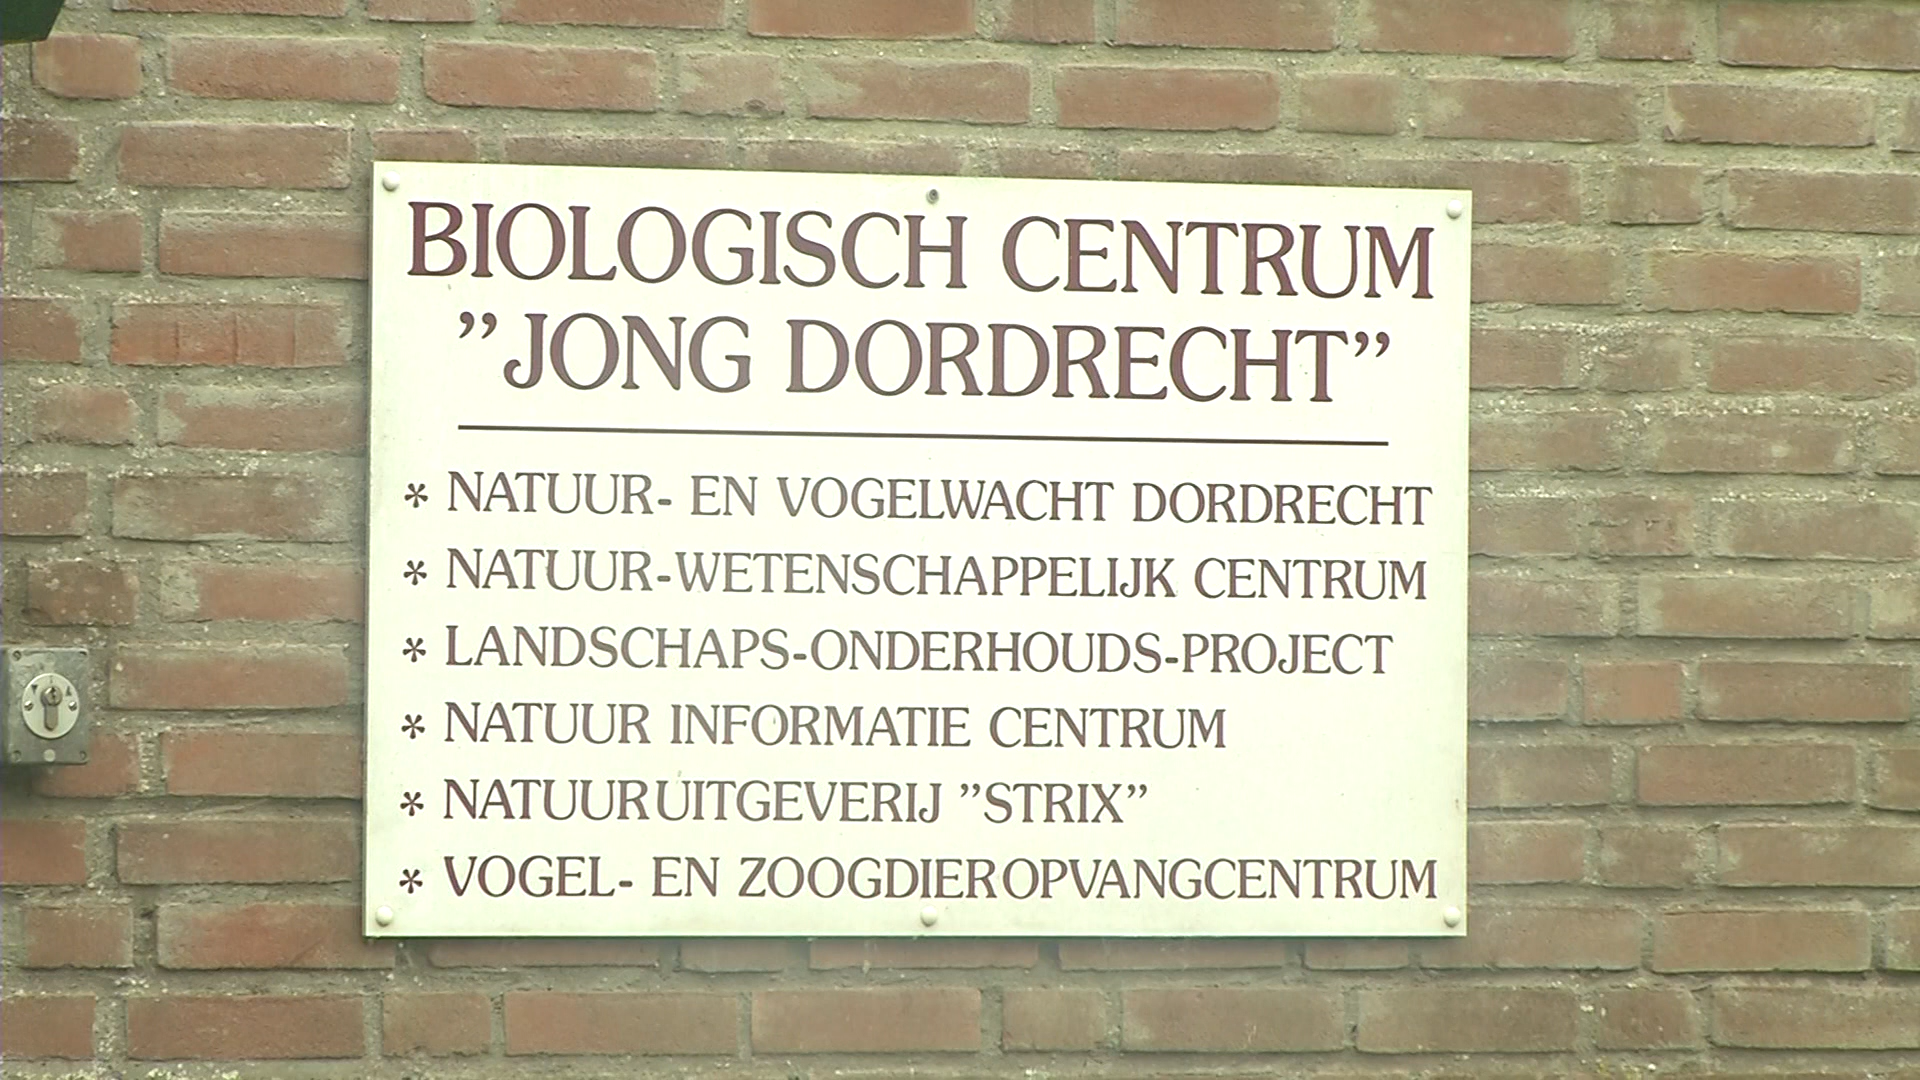 BIOLOGISCH CENTRUM
"JONG DORDRECHT"
* NATUUR- EN VOGELWACHT DORDRECHT
* NATUUR-WETENSCHAPPELIJK CENTRUM
* LANDSCHAPS-ONDERHOUDS-PROJECT
* NATUUR INFORMATIE CENTRUM
* NATUURUITGEVERIJ "STRIX"
* VOGEL- EN ZOOGDIEROPVANGCENTRUM